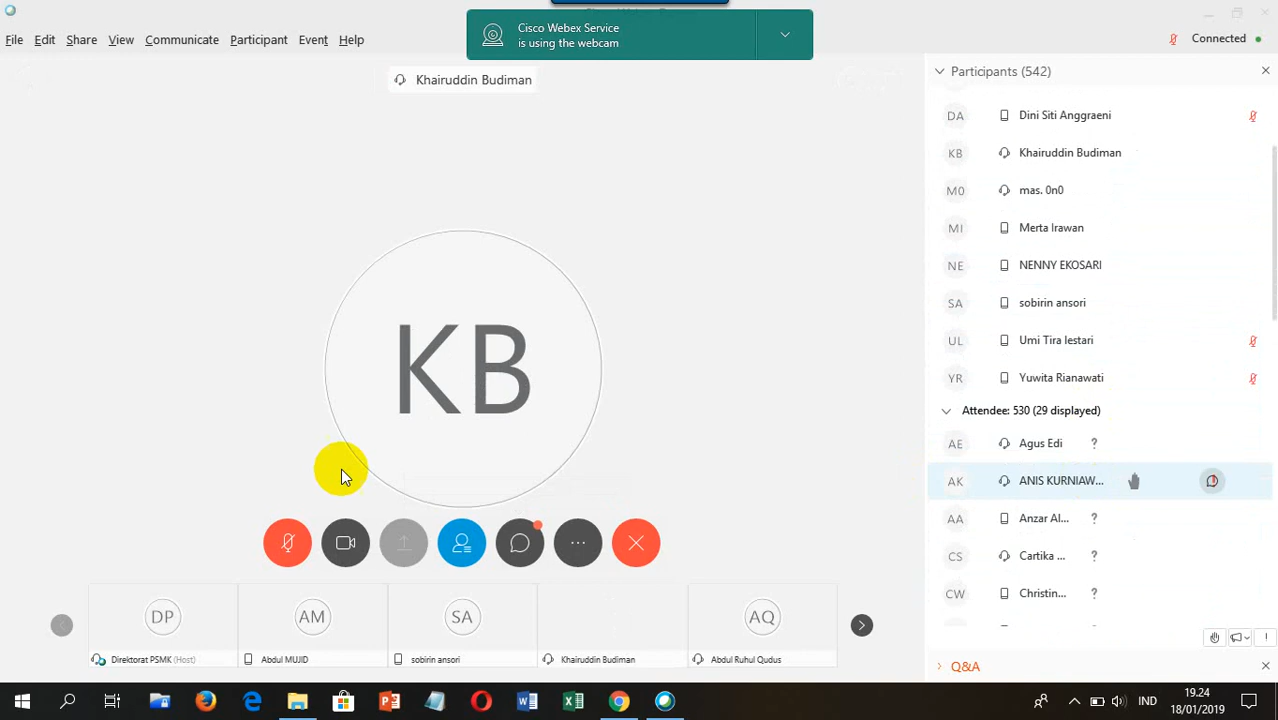 Cisco Webex Service
is using the webcam
File Edit Share View Communicate Participant Event Help
Connected
Khairuddin Budiman
KB
Participants (542)
DA Dini Siti Anggraeni
KB Khairuddin Budiman
M0 mas. 0n0
MI Merta Irawan
NE NENNY EKOSARI
SA sobirin ansori
UL Umi Tira lestari
YR Yuwita Rianawati
Attendee: 530 (29 displayed)
AE Agus Edi ?
AK ANIS KURNIAW...
AA Anzar Al... ?
CS Cartika ... ?
CW Christin... ?
DP AM SA AQ
Direktorat PSMK (Host) Abdul MUJID sobirin ansori Khairuddin Budiman Abdul Ruhul Qudus
Q&A
IND
19.24
18/01/2019